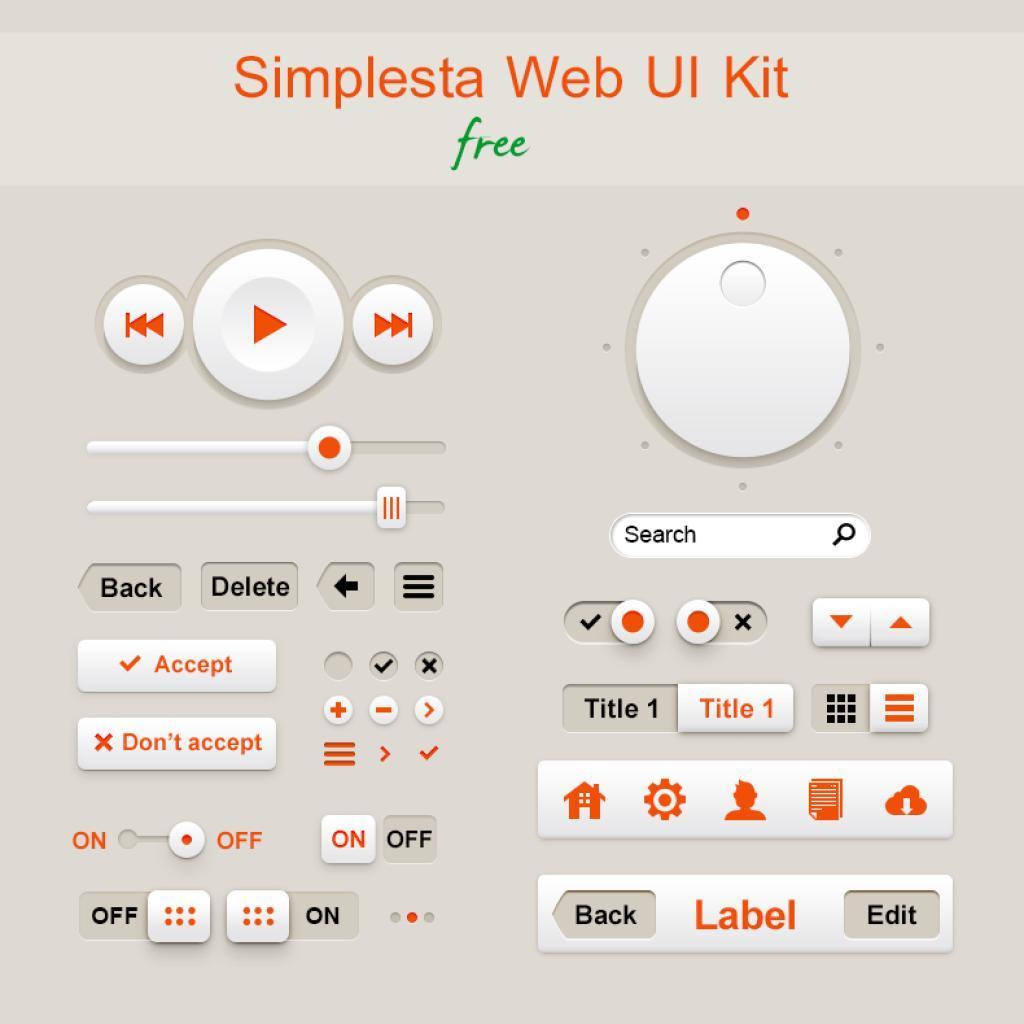 Simplesta Web UI Kit
free
Search
Back
Delete
Accept
Don't accept
Title 1
Title 1
ON
OFF
ON
OFF
OFF
ON
Back
Label
Edit